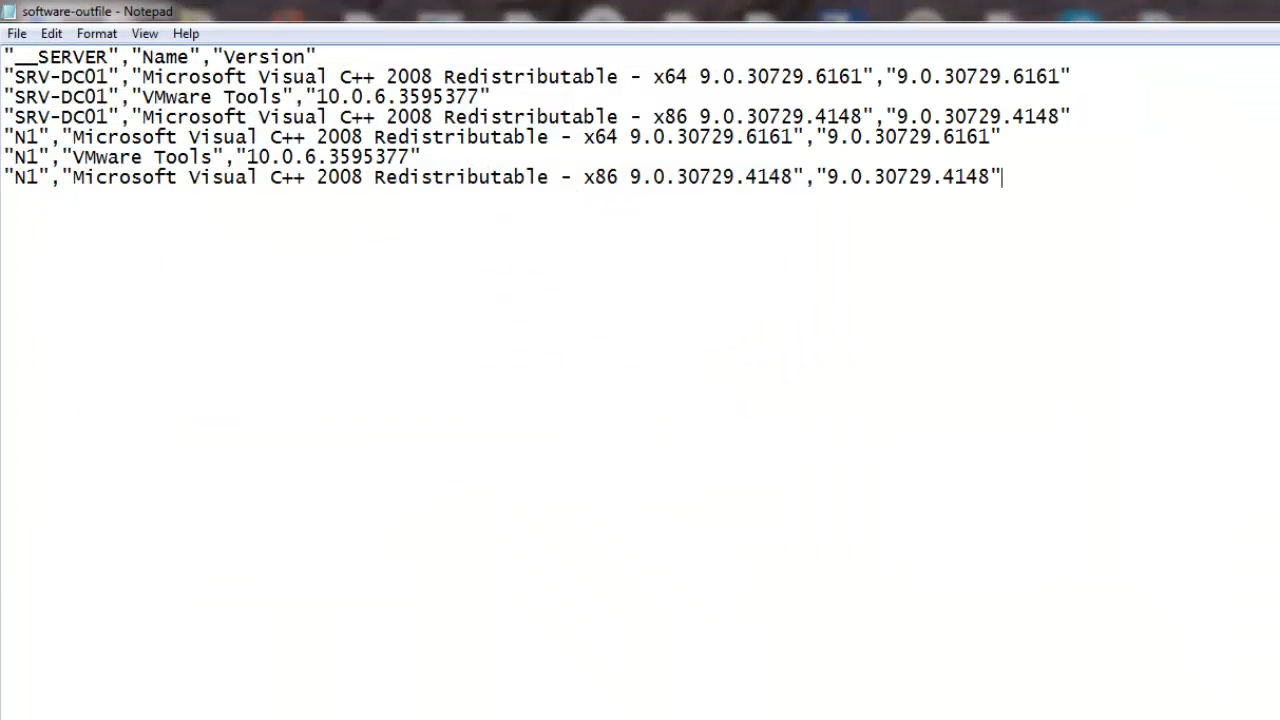 software-outfile - Notepad
File Edit Format View Help
"__SERVER","Name","Version"
"SRV-DC01","Microsoft Visual C++ 2008 Redistributable - x64 9.0.30729.6161","9.0.30729.6161"
"SRV-DC01","VMware Tools","10.0.6.3595377"
"SRV-DC01","Microsoft Visual C++ 2008 Redistributable - x86 9.0.30729.4148","9.0.30729.4148"
"N1","Microsoft Visual C++ 2008 Redistributable - x64 9.0.30729.6161","9.0.30729.6161"
"N1","VMware Tools","10.0.6.3595377"
"N1","Microsoft Visual C++ 2008 Redistributable - x86 9.0.30729.4148","9.0.30729.4148"